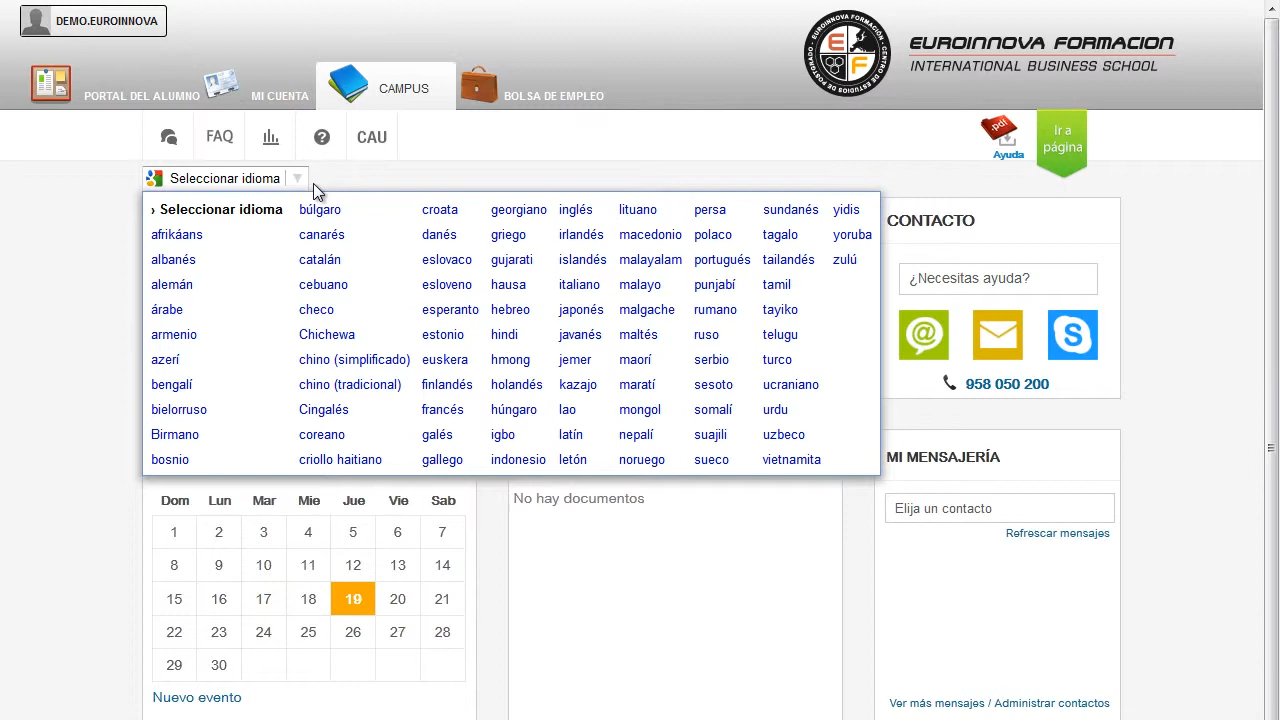 DEMO.EUROINNOVA
EUROINNOVA FORMACION
INTERNATIONAL BUSINESS SCHOOL
EUROINNOVA FORMACIÓN
CENTRO DE ESTUDIOS DE POSTGRADO
E
F
PORTAL DEL ALUMNO
MI CUENTA
CAMPUS
BOLSA DE EMPLEO
FAQ
CAU
.pdf
Ayuda
Ir a
página
Seleccionar idioma
› Seleccionar idioma búlgaro croata georgiano inglés lituano persa sundanés yidis
afrikáans canarés danés griego irlandés macedonio polaco tagalo yoruba
albanés catalán eslovaco gujarati islandés malayalam portugués tailandés zulú
alemán cebuano esloveno hausa italiano malayo punjabí tamil
árabe checo esperanto hebreo japonés malgache rumano tayiko
armenio Chichewa estonio hindi javanés maltés ruso telugu
azerí chino (simplificado) euskera hmong jemer maorí serbio turco
bengalí chino (tradicional) finlandés holandés kazajo maratí sesoto ucraniano
bielorruso Cingalés francés húngaro lao mongol somalí urdu
Birmano coreano galés igbo latín nepalí suajili uzbeco
bosnio criollo haitiano gallego indonesio letón noruego sueco vietnamita
CONTACTO
¿Necesitas ayuda?
958 050 200
MI MENSAJERÍA
Elija un contacto
Refrescar mensajes
Ver más mensajes / Administrar contactos
Dom Lun Mar Mie Jue Vie Sab
1 2 3 4 5 6 7
8 9 10 11 12 13 14
15 16 17 18 19 20 21
22 23 24 25 26 27 28
29 30
Nuevo evento
No hay documentos